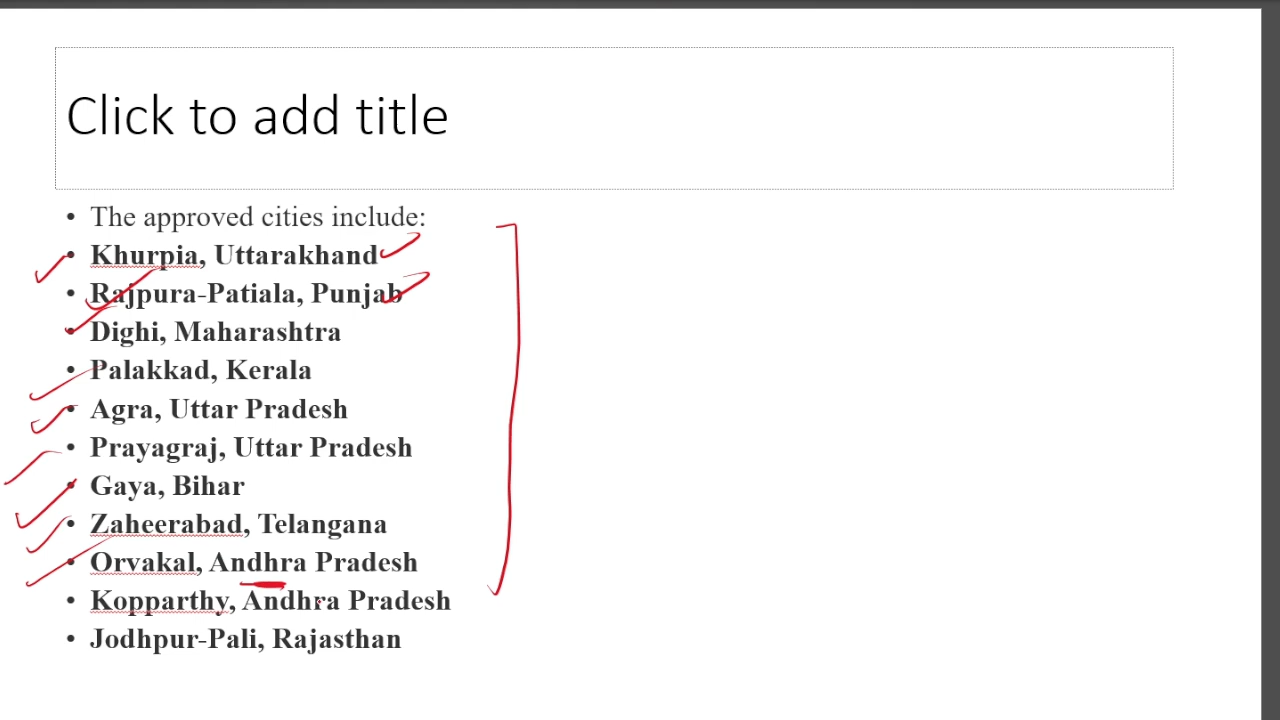 Click to add title
• The approved cities include:
• Khurpia, Uttarakhand
• Rajpura-Patiala, Punjab
• Dighi, Maharashtra
• Palakkad, Kerala
• Agra, Uttar Pradesh
• Prayagraj, Uttar Pradesh
• Gaya, Bihar
• Zaheerabad, Telangana
• Orvakal, Andhra Pradesh
• Kopparthy, Andhra Pradesh
• Jodhpur-Pali, Rajasthan